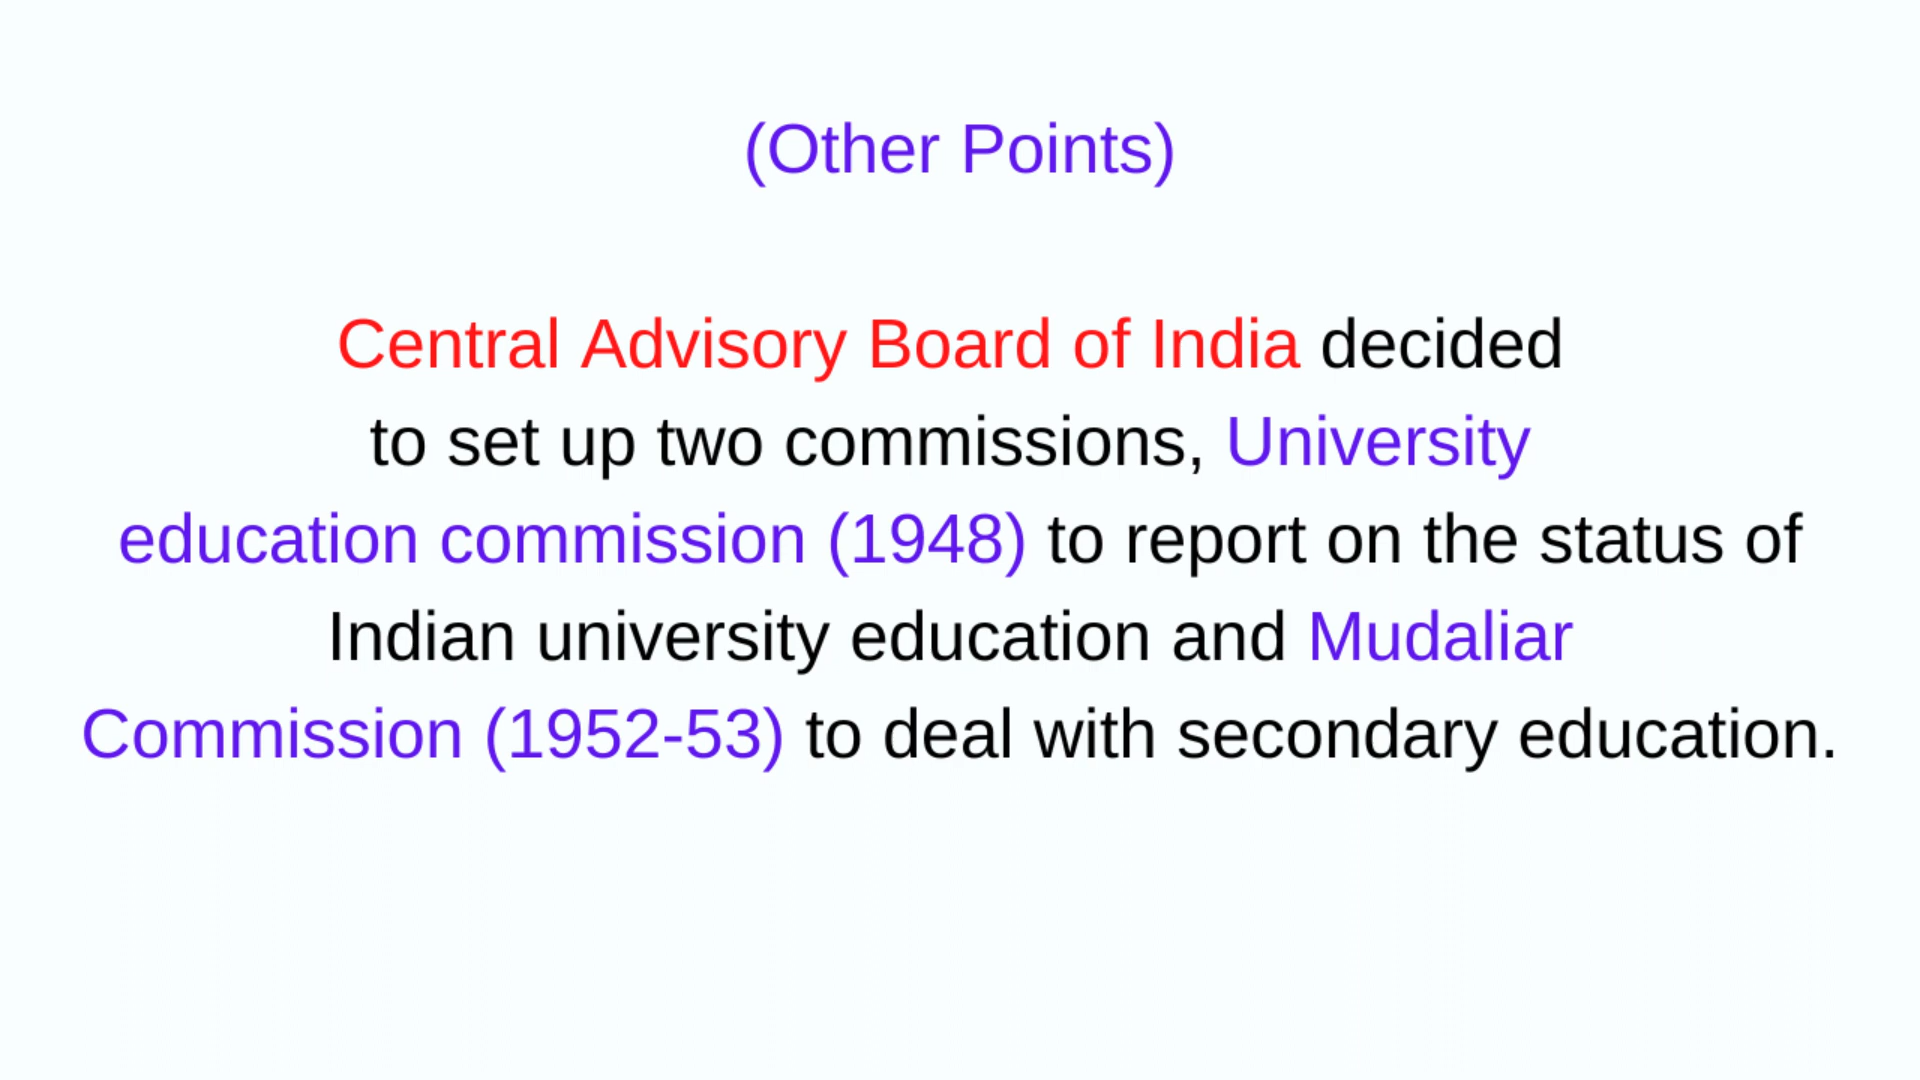 (Other Points)
Central Advisory Board of India decided
to set up two commissions, University
education commission (1948) to report on the status of
Indian university education and Mudaliar
Commission (1952-53) to deal with secondary education.